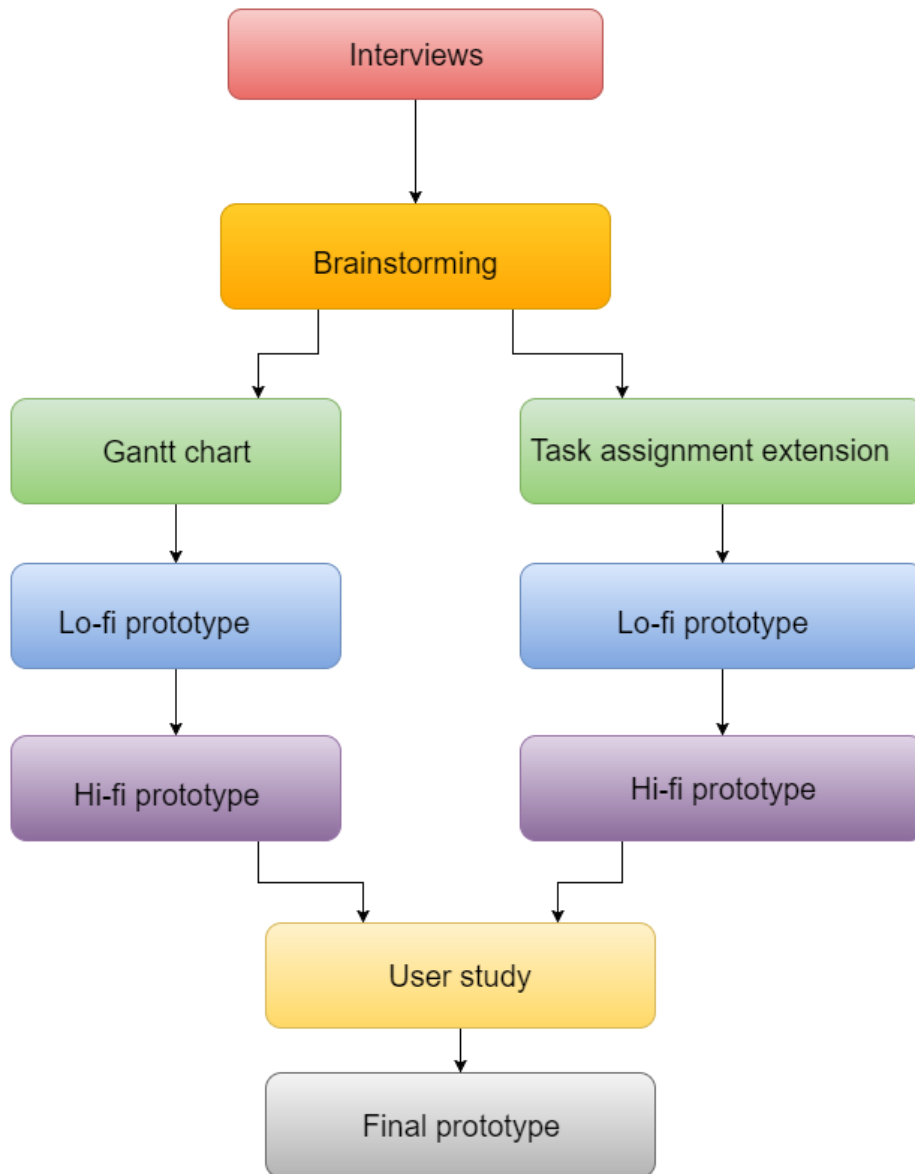 Interviews
Brainstorming
Gantt chart
Task assignment extension
Lo-fi prototype
Lo-fi prototype
Hi-fi prototype
Hi-fi prototype
User study
Final prototype